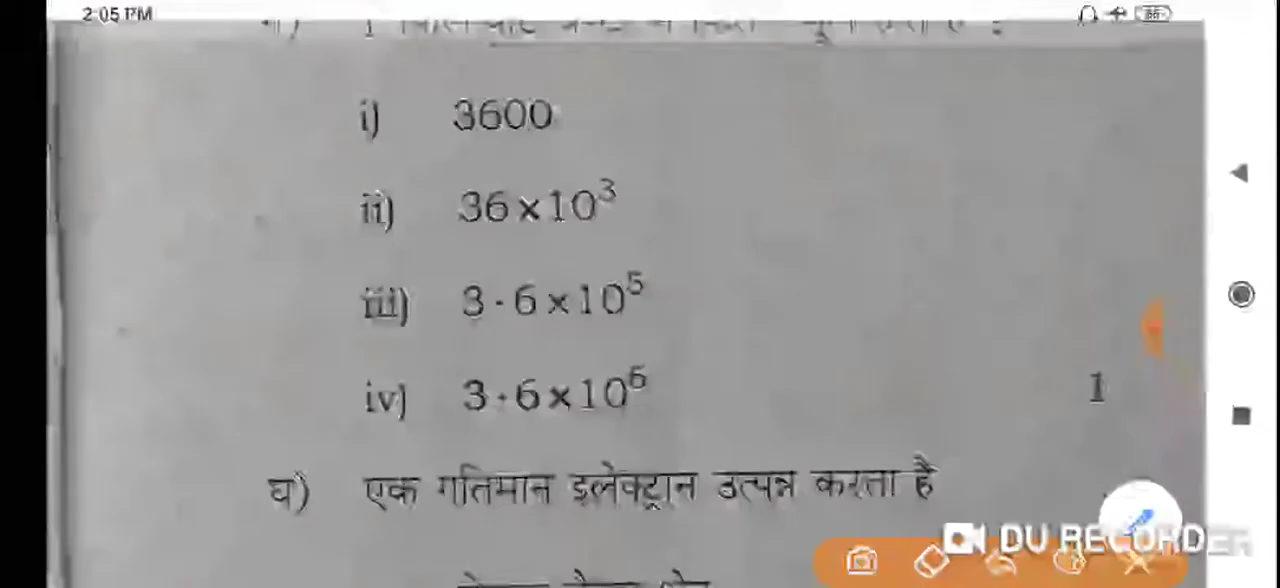 2:05 PM
i) 3600
ii) 36×10³
iii) 3·6×10⁵
iv) 3·6×10⁶
1
घ) एक गतिमान इलेक्ट्रान उत्पन्न करता है
DU RECORDER